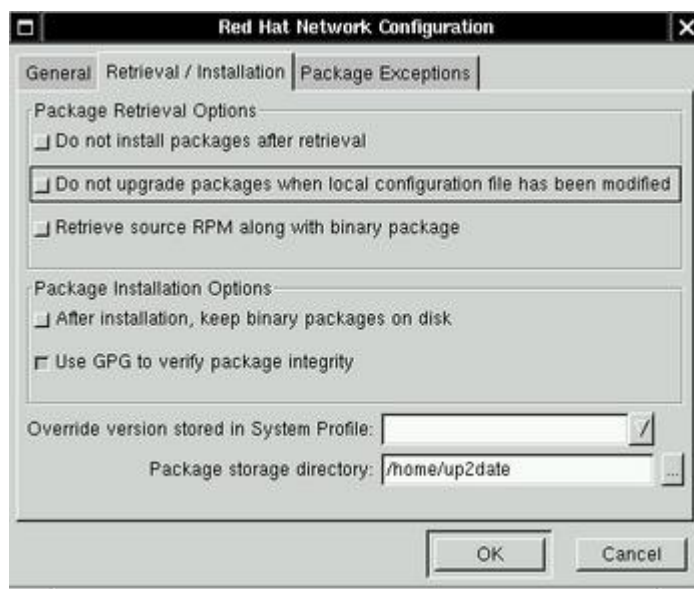 Red Hat Network Configuration
General Retrieval / Installation Package Exceptions
Package Retrieval Options
Do not install packages after retrieval
Do not upgrade packages when local configuration file has been modified
Retrieve source RPM along with binary package
Package Installation Options
After installation, keep binary packages on disk
Use GPG to verify package integrity
Override version stored in System Profile:
Package storage directory: /home/up2date ...
OK Cancel